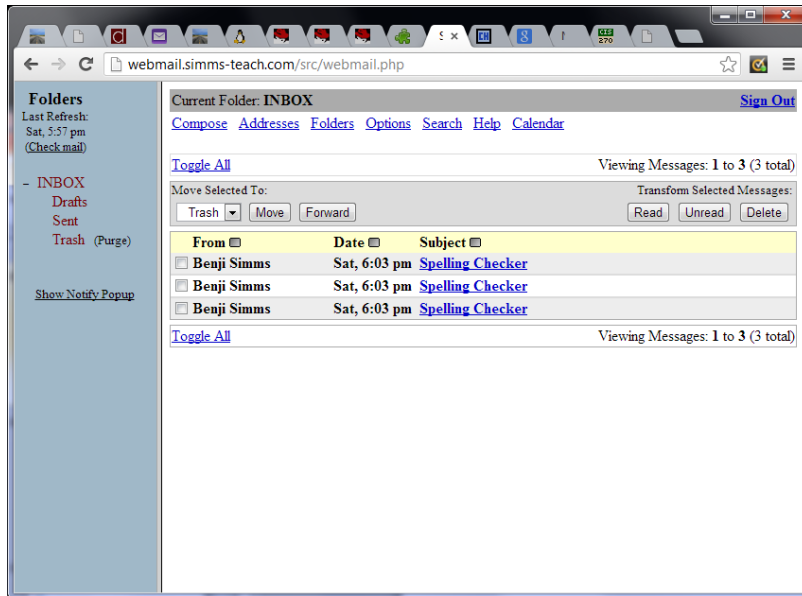 S
CH
8
CIS
270
webmail.simms-teach.com/src/webmail.php
Folders
Last Refresh:
Sat, 5:57 pm
(Check mail)
– INBOX
Drafts
Sent
Trash (Purge)
Show Notify Popup
Current Folder: INBOX Sign Out
Compose Addresses Folders Options Search Help Calendar
Toggle All Viewing Messages: 1 to 3 (3 total)
Move Selected To: Transform Selected Messages:
Trash Move Forward Read Unread Delete
From Date Subject
Benji Simms Sat, 6:03 pm Spelling Checker
Benji Simms Sat, 6:03 pm Spelling Checker
Benji Simms Sat, 6:03 pm Spelling Checker
Toggle All Viewing Messages: 1 to 3 (3 total)